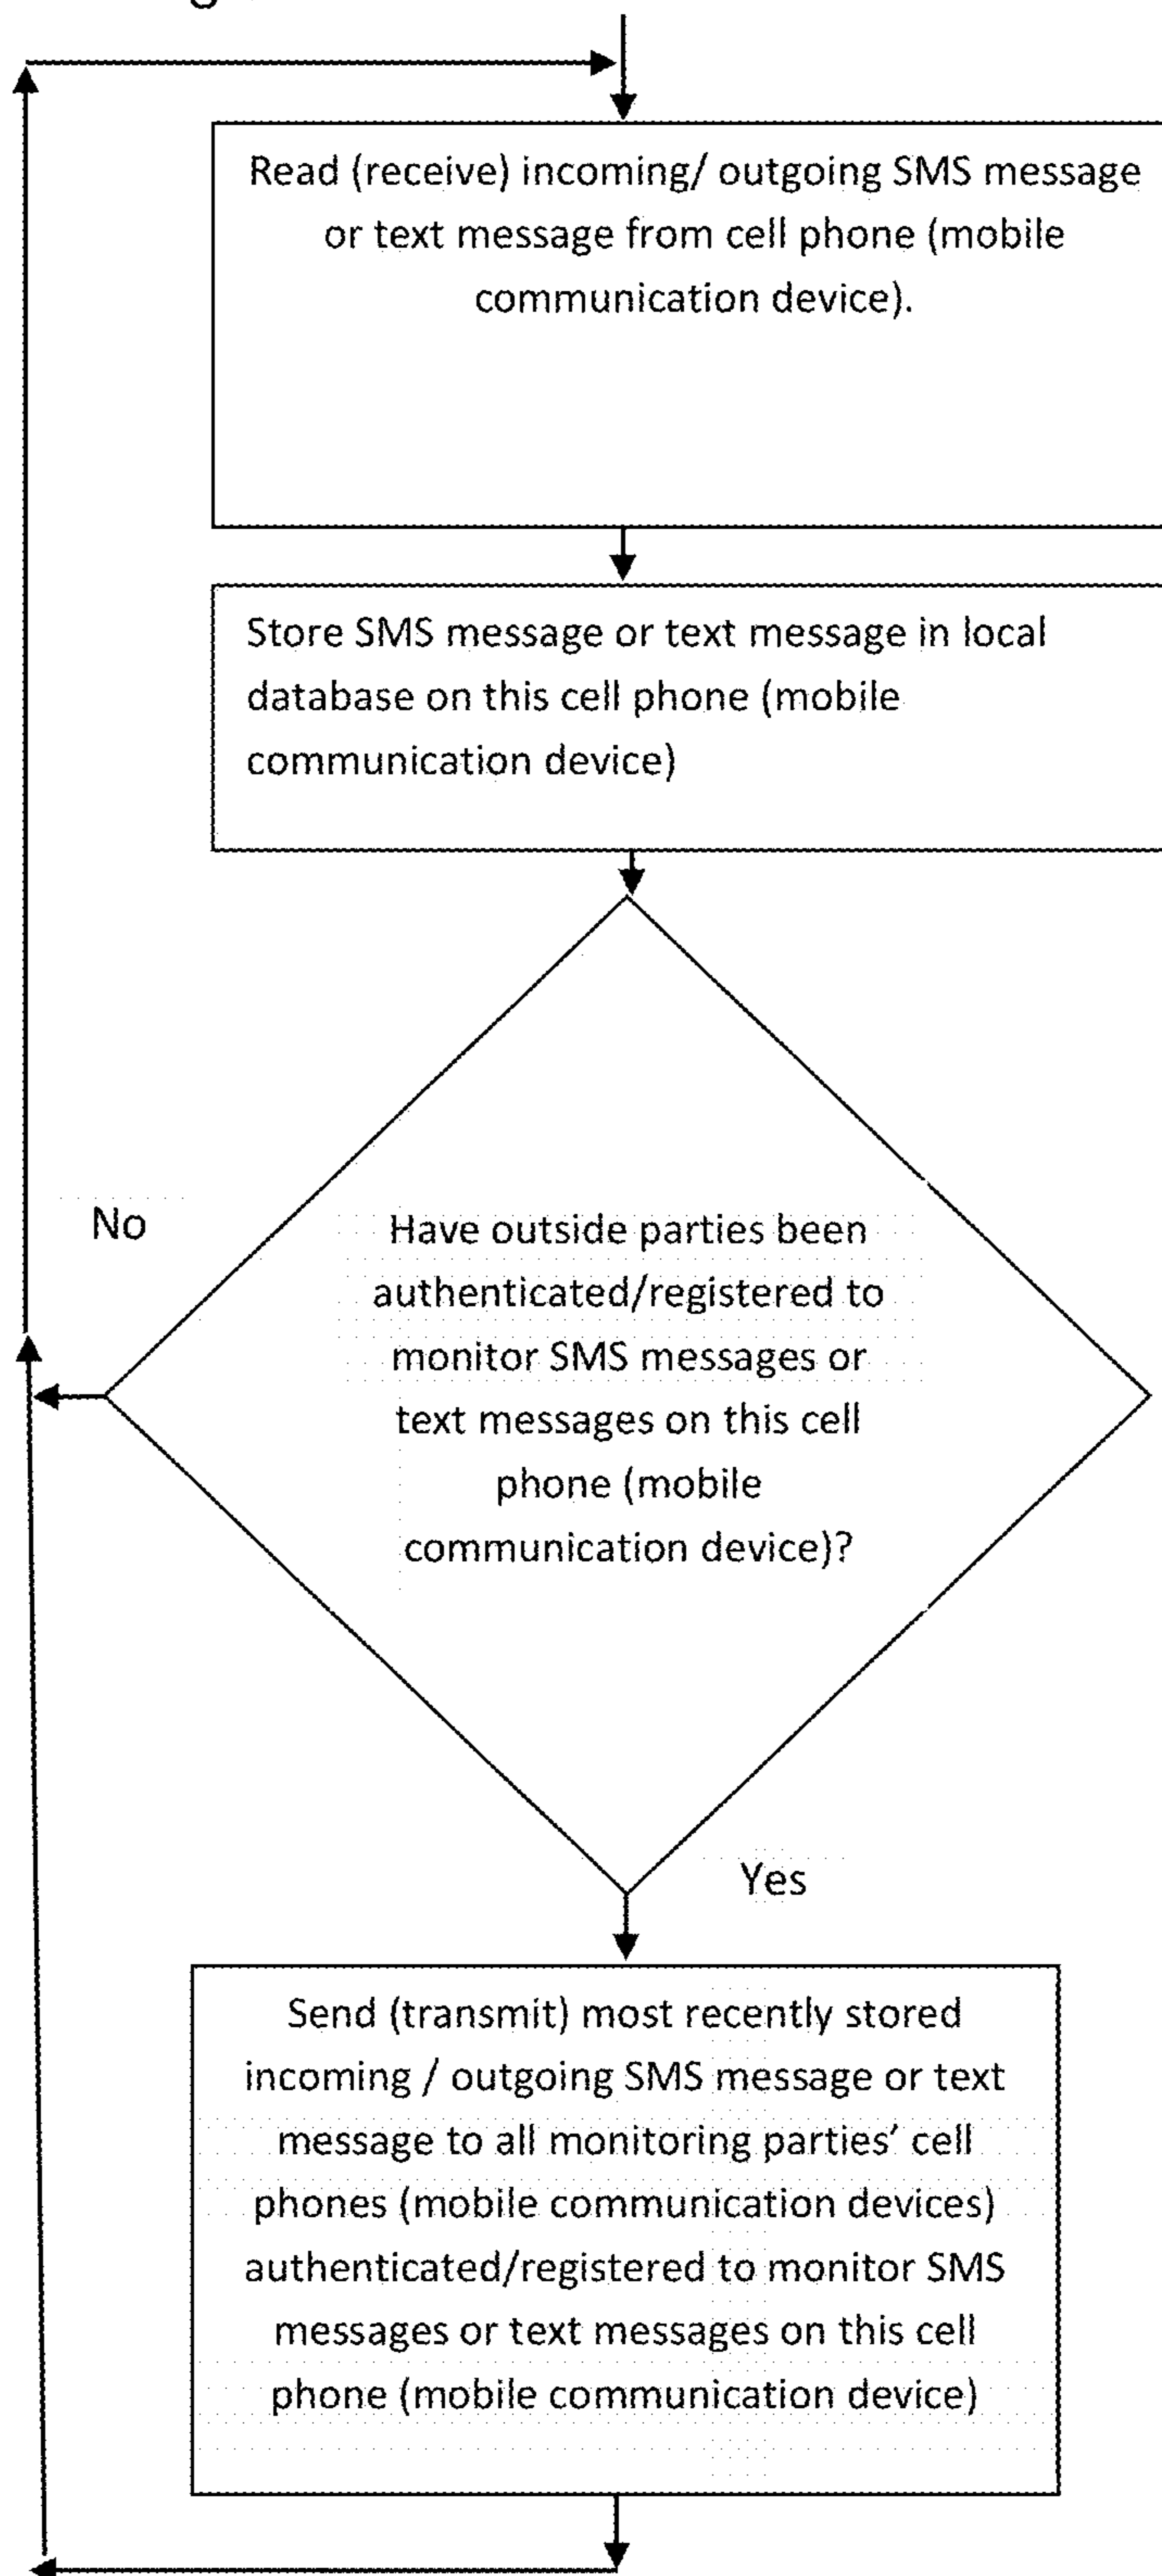 Read (receive) incoming/ outgoing SMS message
or text message from cell phone (mobile
communication device).
Store SMS message or text message in local
database on this cell phone (mobile
communication device)
No
Have outside parties been
authenticated/registered to
monitor SMS messages or
text messages on this cell
phone (mobile
communication device)?
Yes
Send (transmit) most recently stored
incoming / outgoing SMS message or text
message to all monitoring parties’ cell
phones (mobile communication devices)
authenticated/registered to monitor SMS
messages or text messages on this cell
phone (mobile communication device)